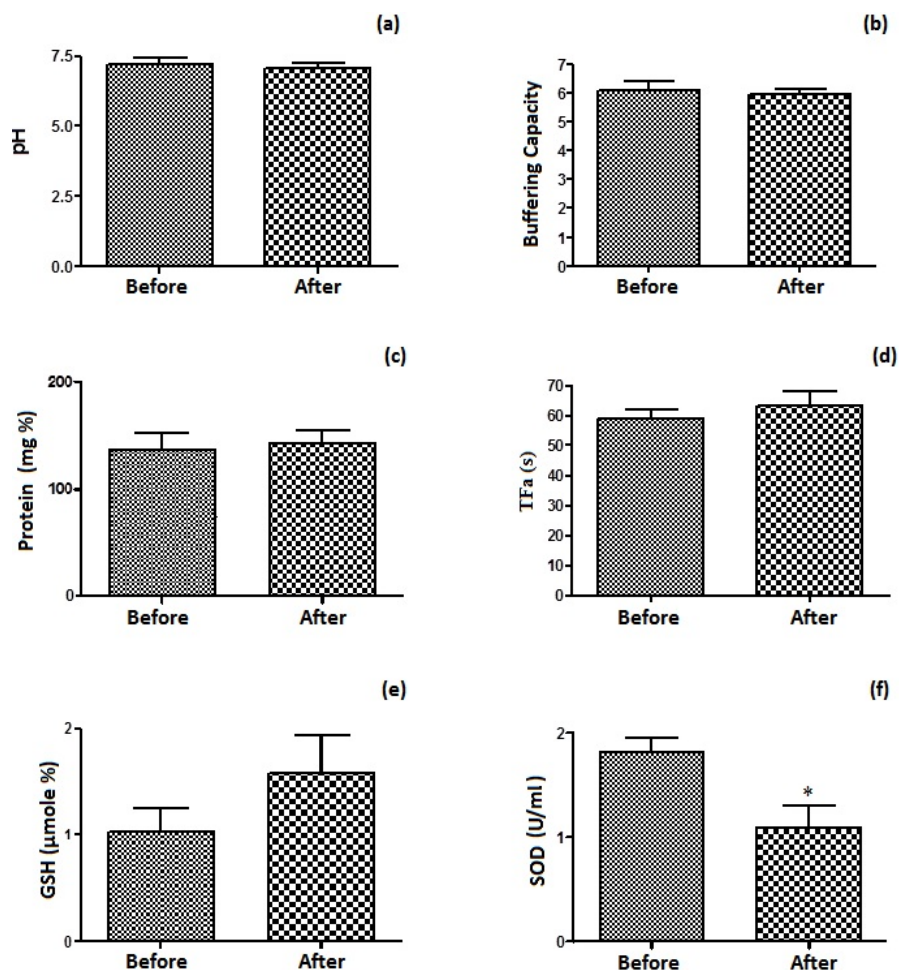 (a)
7.5
5.0
2.5
0.0
pH
Before After
(b)
7
6
5
4
3
2
1
0
Buffering Capacity
Before After
(c)
200
100
0
Protein (mg %)
Before After
(d)
70
60
50
40
30
20
10
0
TFa (s)
Before After
(e)
2
1
0
GSH (µmole %)
Before After
(f)
2
1
0
SOD (U/ml)
*
Before After